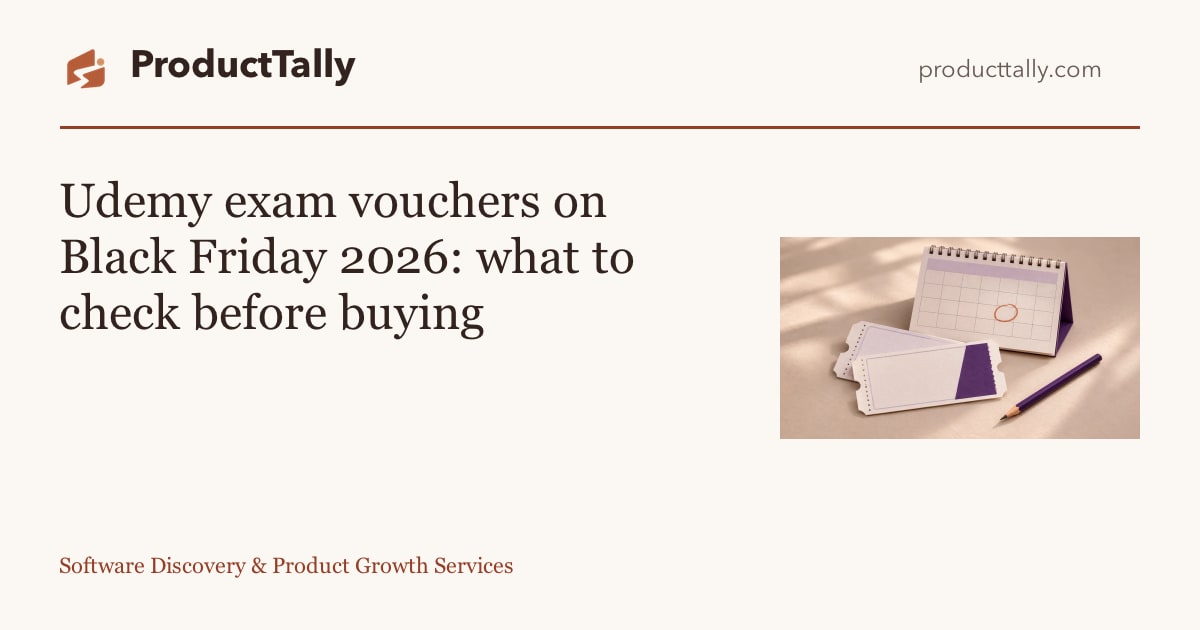 ProductTally
producttally.com
Udemy exam vouchers on
Black Friday 2026: what to
check before buying
Software Discovery & Product Growth Services